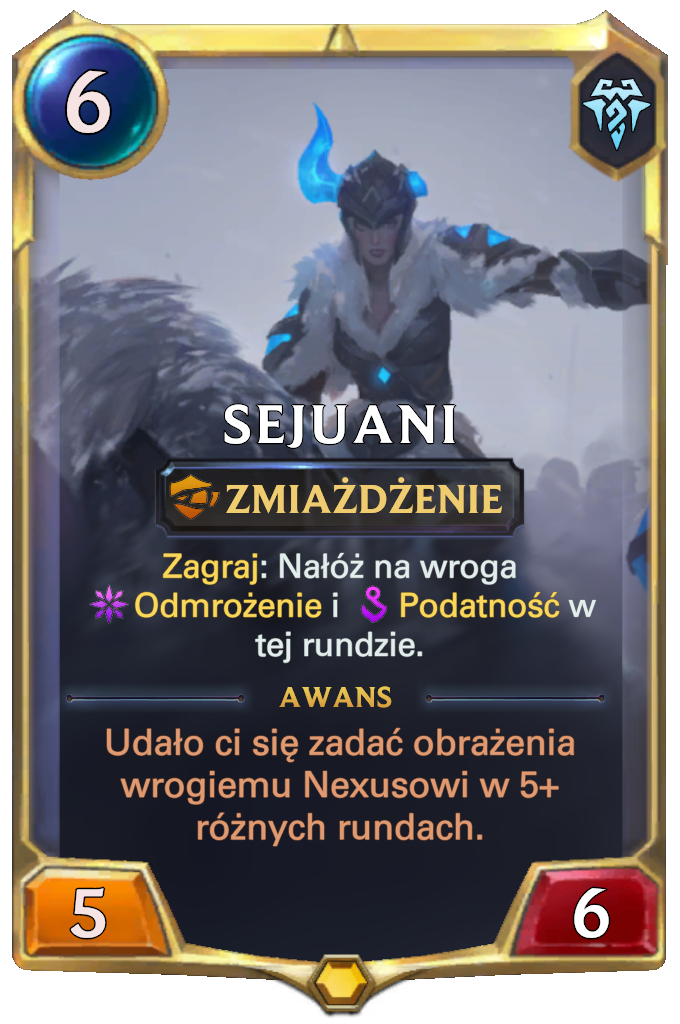 6
SEJUANI
ZMIAŻDŻENIE
Zagraj: Nałóż na wroga
Odmrożenie i Podatność w
tej rundzie.
AWANS
Udało ci się zadać obrażenia
wrogiemu Nexusowi w 5+
różnych rundach.
5
6